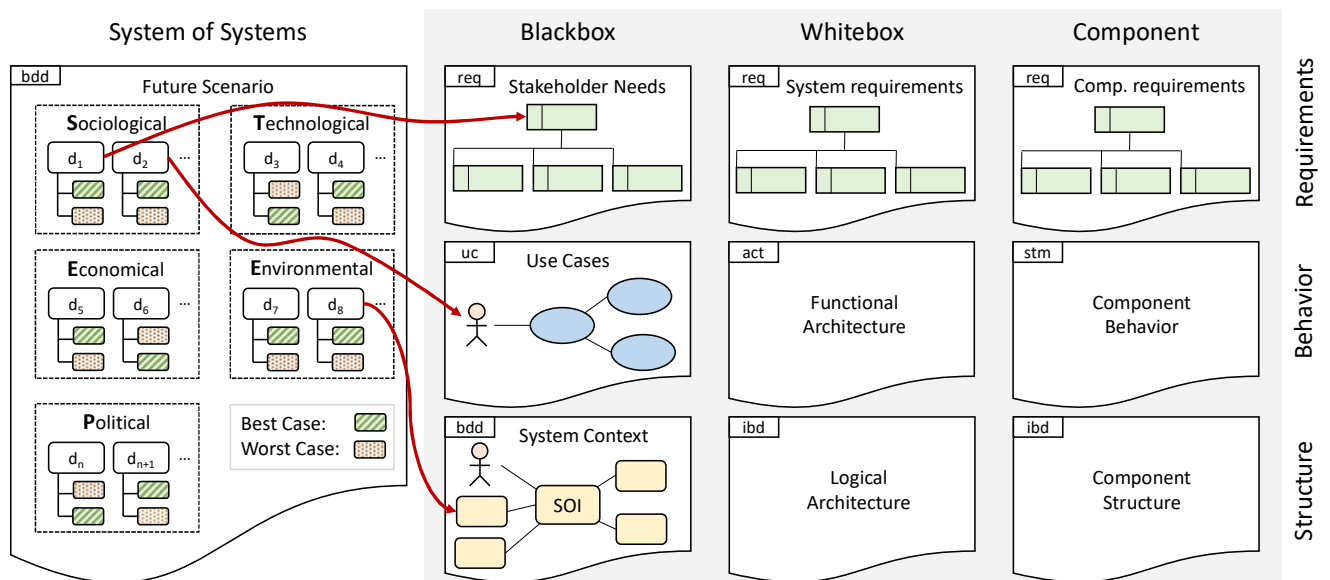 System of Systems
Blackbox
Whitebox
Component
bdd
Future Scenario
Sociological
d1
d2
...
Technological
d3
d4
...
Economical
d5
d6
...
Environmental
d7
d8
...
Political
dn
dn+1
...
Best Case:
Worst Case:
req
Stakeholder Needs
req
System requirements
req
Comp. requirements
Requirements
uc
Use Cases
act
Functional
Architecture
stm
Component
Behavior
Behavior
bdd
System Context
SOI
ibd
Logical
Architecture
ibd
Component
Structure
Structure